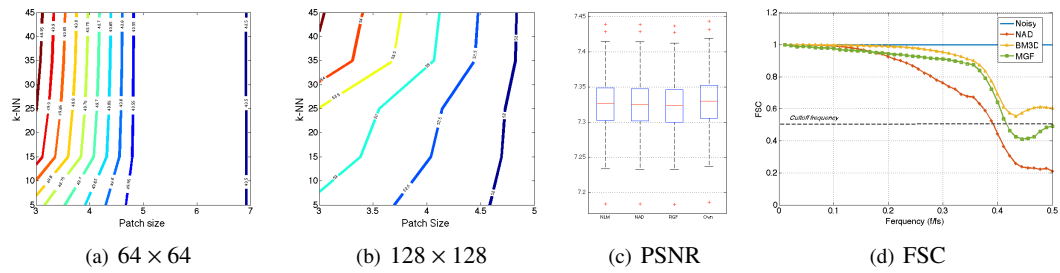 k-NN
45
40
35
30
25
20
15
10
5
3
4
5
6
7
Patch size
k-NN
45
40
35
30
25
20
15
10
5
3
3.5
4
4.5
5
Patch Size
7.45
7.4
7.35
7.3
7.25
7.2
NLM
NAD
RGF
Own
FSC
1.2
1
0.8
0.6
0.4
0.2
0
Noisy
NAD
BM3D
MGF
Cutoff frequency
0
0.1
0.2
0.3
0.4
0.5
Ferquency (f/fs)
(a) 64 × 64
(b) 128 × 128
(c) PSNR
(d) FSC